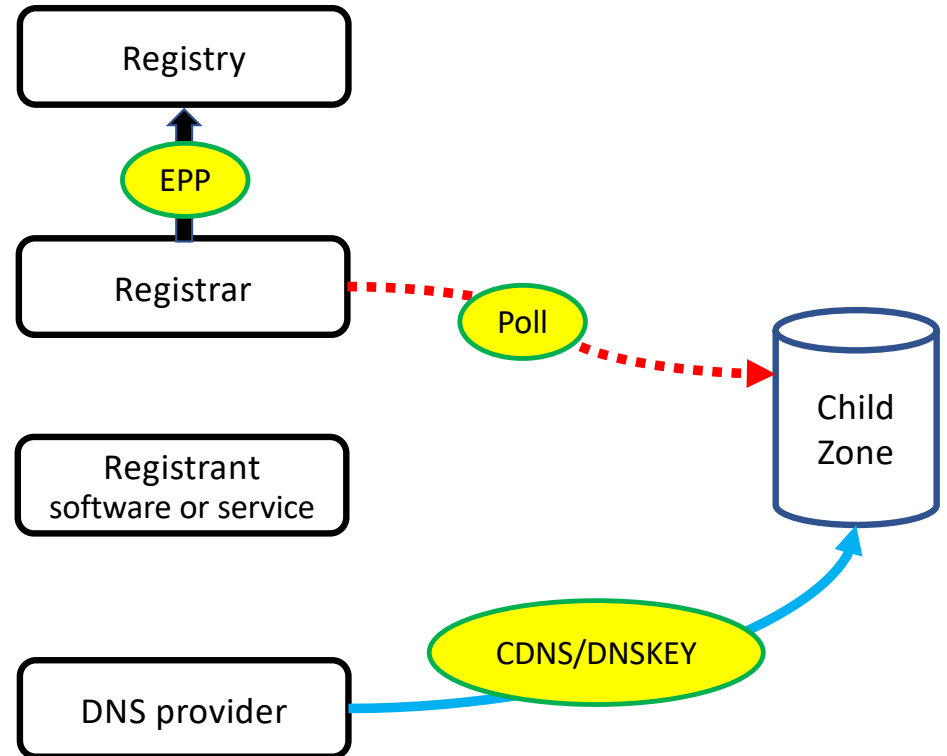 Registry
EPP
Registrar
Poll
Child
Zone
Registrant
software or service
CDNS/DNSKEY
DNS provider